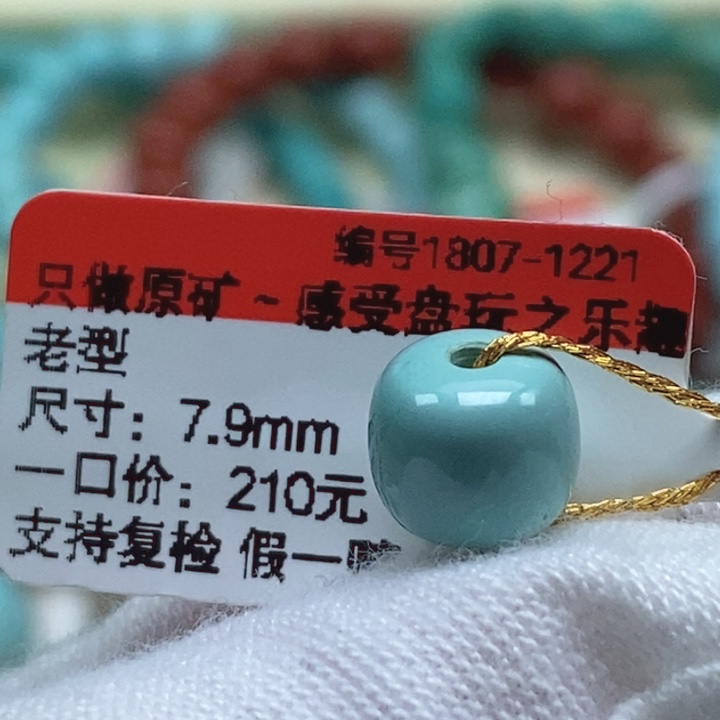 编号1807-1221
只做原矿~感受盘玩之乐趣
老型
尺寸：7.9mm
一口价：210元
支持复检 假一